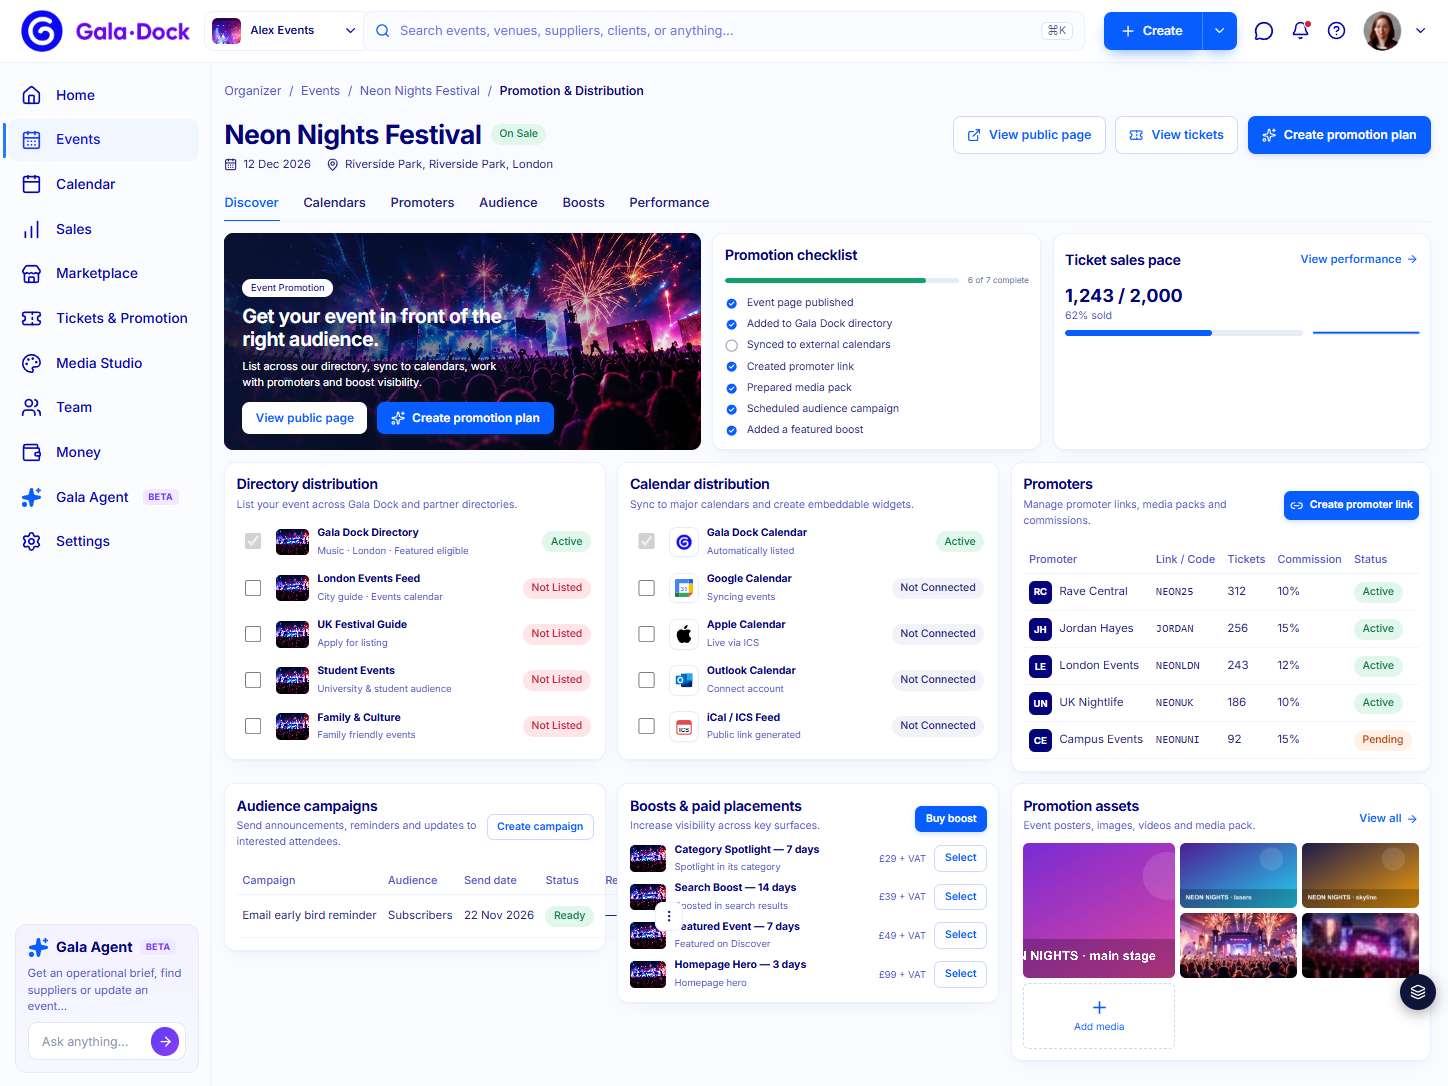 Gala·Dock
Alex Events
Search events, venues, suppliers, clients, or anything...
⌘K
+ Create
Home
Events
Calendar
Sales
Marketplace
Tickets & Promotion
Media Studio
Team
Money
Gala Agent BETA
Settings
Gala Agent BETA
Get an operational brief, find
suppliers or update an
event...
Ask anything...
Organizer / Events / Neon Nights Festival / Promotion & Distribution
Neon Nights Festival On Sale
12 Dec 2026 Riverside Park, Riverside Park, London
View public page
View tickets
Create promotion plan
Discover Calendars Promoters Audience Boosts Performance
Event Promotion
Get your event in front of the
right audience.
List across our directory, sync to calendars, work
with promoters and boost visibility.
View public page
Create promotion plan
Promotion checklist
6 of 7 complete
Event page published
Added to Gala Dock directory
Synced to external calendars
Created promoter link
Prepared media pack
Scheduled audience campaign
Added a featured boost
Ticket sales pace
View performance
1,243 / 2,000
62% sold
Directory distribution
List your event across Gala Dock and partner directories.
Gala Dock Directory
Music · London · Featured eligible
Active
London Events Feed
City guide · Events calendar
Not Listed
UK Festival Guide
Apply for listing
Not Listed
Student Events
University & student audience
Not Listed
Family & Culture
Family friendly events
Not Listed
Calendar distribution
Sync to major calendars and create embeddable widgets.
Gala Dock Calendar
Automatically listed
Active
31
Google Calendar
Syncing events
Not Connected
Apple Calendar
Live via ICS
Not Connected
Outlook Calendar
Connect account
Not Connected
ICS
iCal / ICS Feed
Public link generated
Not Connected
Promoters
Manage promoter links, media packs and
commissions.
Create promoter link
Promoter Link / Code Tickets Commission Status
RC Rave Central NEON25 312 10% Active
JH Jordan Hayes JORDAN 256 15% Active
LE London Events NEONLDN 243 12% Active
UN UK Nightlife NEONUK 186 10% Active
CE Campus Events NEONUNI 92 15% Pending
Audience campaigns
Send announcements, reminders and updates to
interested attendees.
Create campaign
Campaign Audience Send date Status Re
Email early bird reminder Subscribers 22 Nov 2026 Ready —
Boosts & paid placements
Increase visibility across key surfaces.
Buy boost
Category Spotlight — 7 days
Spotlight in its category
£29 + VAT Select
Search Boost — 14 days
oosted in search results
£39 + VAT Select
eatured Event — 7 days
Featured on Discover
£49 + VAT Select
Homepage Hero — 3 days
Homepage hero
£99 + VAT Select
Promotion assets
Event posters, images, videos and media pack.
View all
N NIGHTS · main stage
NEON NIGHTS · lasers
NEON NIGHTS · skyline
Add media